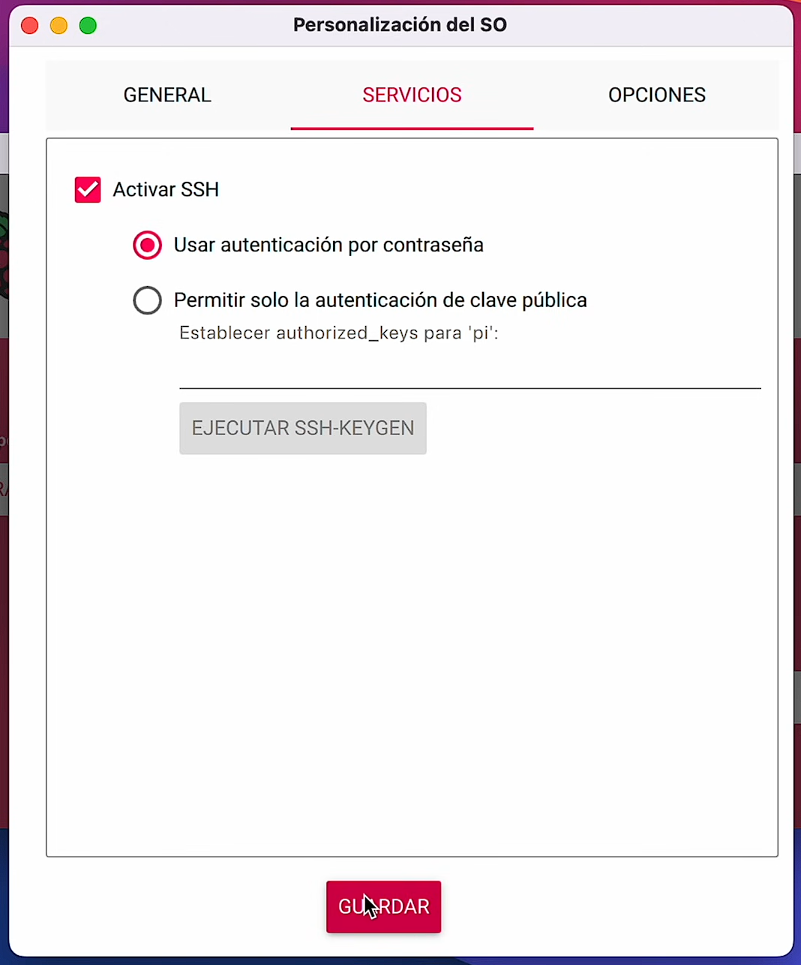 Personalización del SO
GENERAL SERVICIOS OPCIONES
Activar SSH
Usar autenticación por contraseña
Permitir solo la autenticación de clave pública
Establecer authorized_keys para 'pi':
EJECUTAR SSH-KEYGEN
GUARDAR